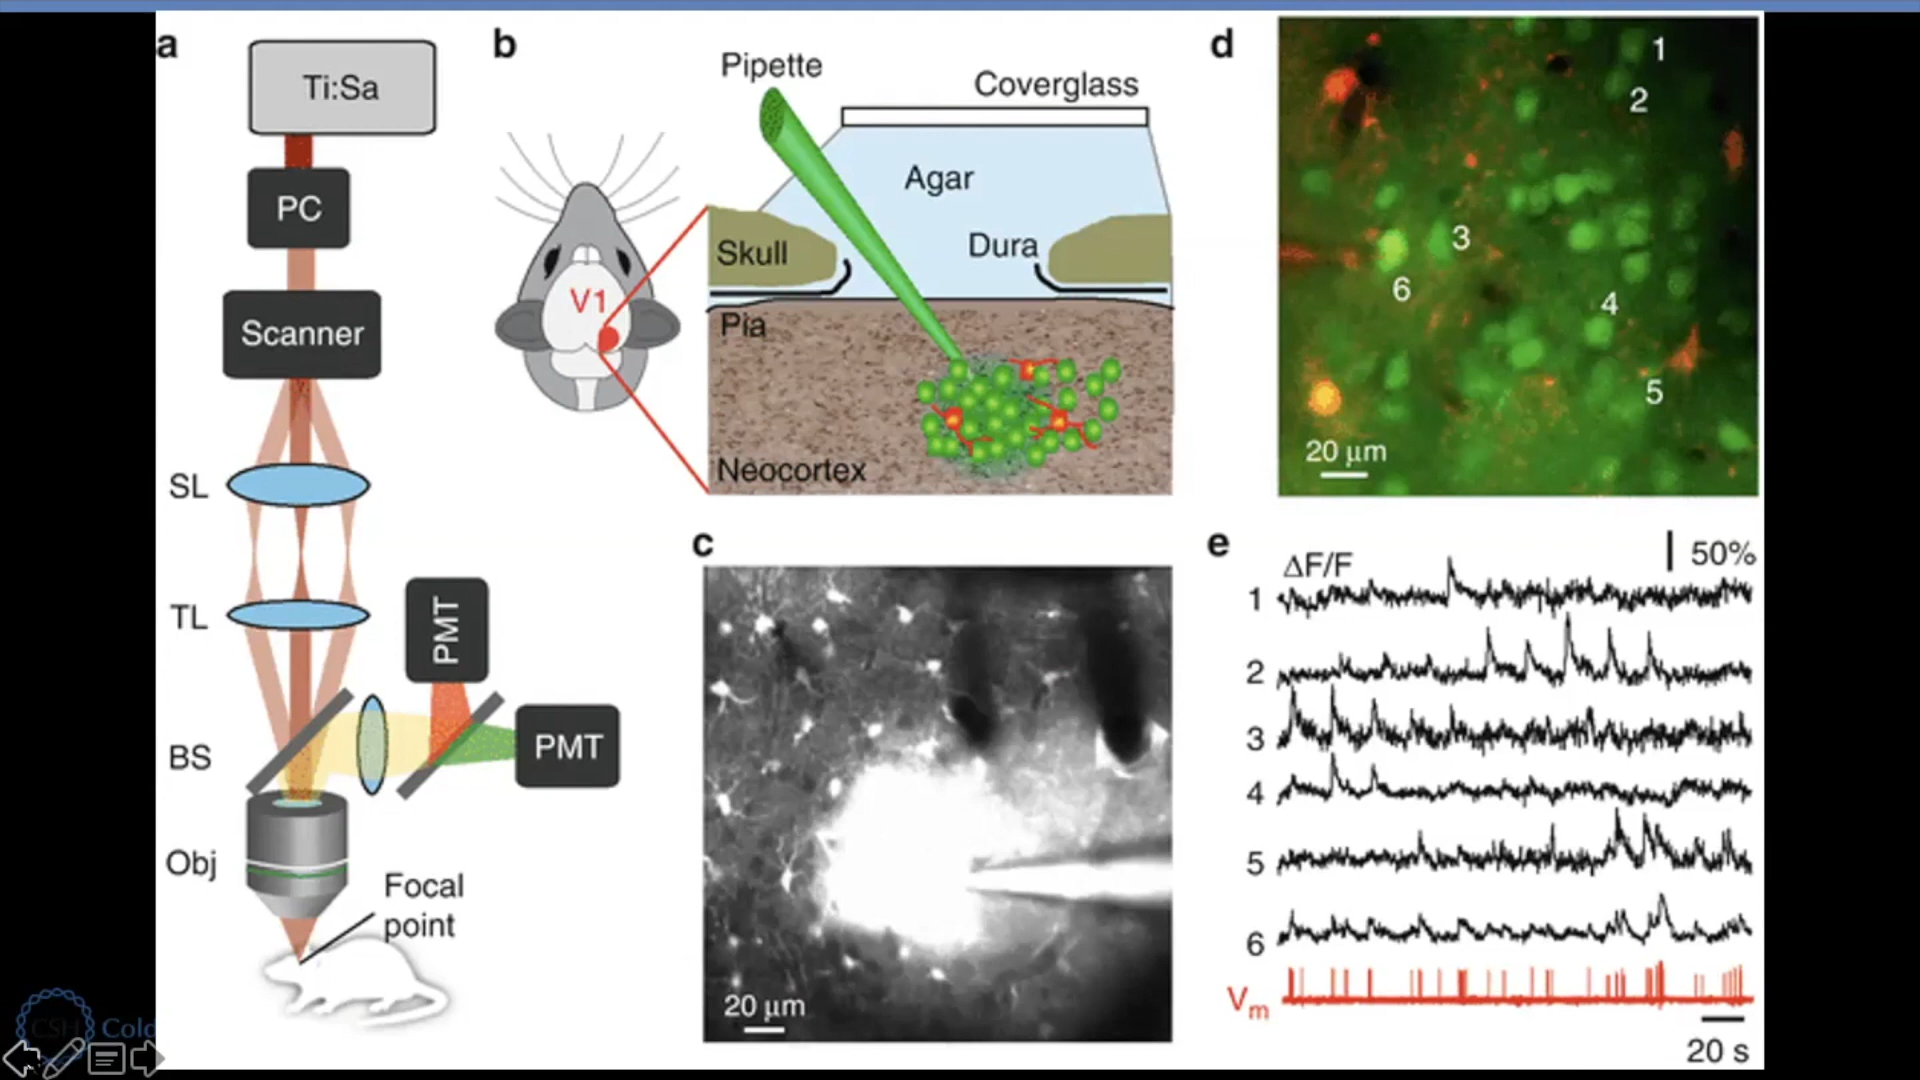 a
Ti:Sa
PC
Scanner
SL
TL
PMT
PMT
BS
Obj
Focal
point
b
Pipette
Coverglass
Agar
Skull
Dura
V1
Pia
Neocortex
c
20 µm
d
1
2
3
6
4
5
20 µm
e
ΔF/F
50%
1
2
3
4
5
6
Vm
20 s
CSH Cold